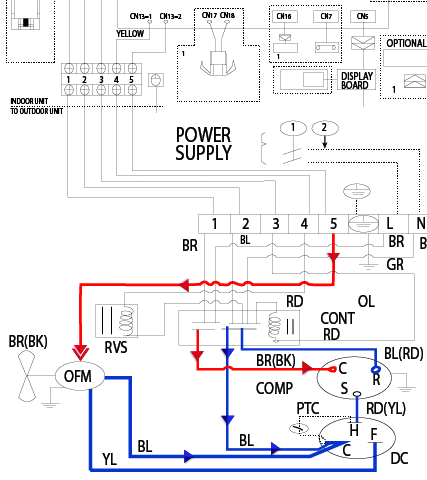 CN13-1 CN13-2 CN17 CN18 CN16 CN7 CN5
YELLOW
OPTIONAL
1
1
1 2 3 4 5
DISPLAY
BOARD
1
INDOOR UNIT
TO OUTDOOR UNIT
POWER
SUPPLY
1 2
1 2 3 4 5 L N
BR BL BR B
GR
RD OL
CONT
RD
RVS
BR(BK)
BL(RD)
BR(BK)
C
R
OFM
COMP
S
PTC
RD(YL)
H F
BL
BL
C
YL
DC